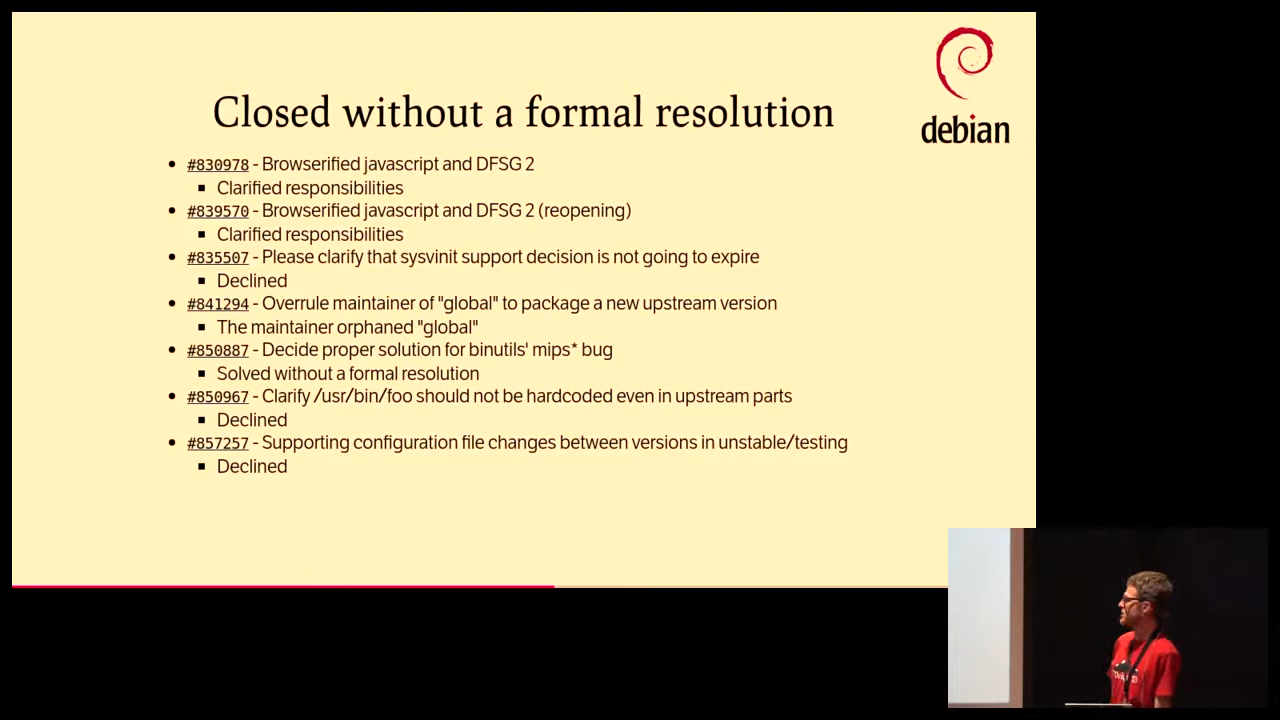 debian
Closed without a formal resolution
#830978 - Browserified javascript and DFSG 2
Clarified responsibilities
#839570 - Browserified javascript and DFSG 2 (reopening)
Clarified responsibilities
#835507 - Please clarify that sysvinit support decision is not going to expire
Declined
#841294 - Overrule maintainer of "global" to package a new upstream version
The maintainer orphaned "global"
#850887 - Decide proper solution for binutils' mips* bug
Solved without a formal resolution
#850967 - Clarify /usr/bin/foo should not be hardcoded even in upstream parts
Declined
#857257 - Supporting configuration file changes between versions in unstable/testing
Declined